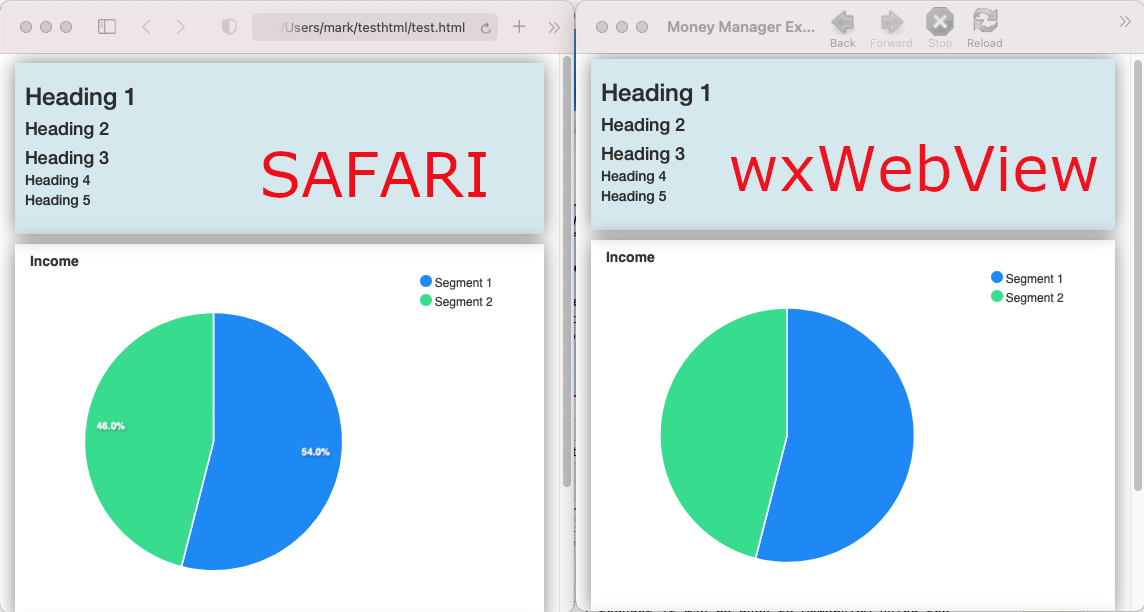 /Users/mark/testhtml/test.html
Heading 1
Heading 2
Heading 3
Heading 4
Heading 5
SAFARI
Income
Segment 1
Segment 2
46.0%
54.0%
Money Manager Ex...
Back
Forward
Stop
Reload
Heading 1
Heading 2
Heading 3
Heading 4
Heading 5
wxWebView
Income
Segment 1
Segment 2